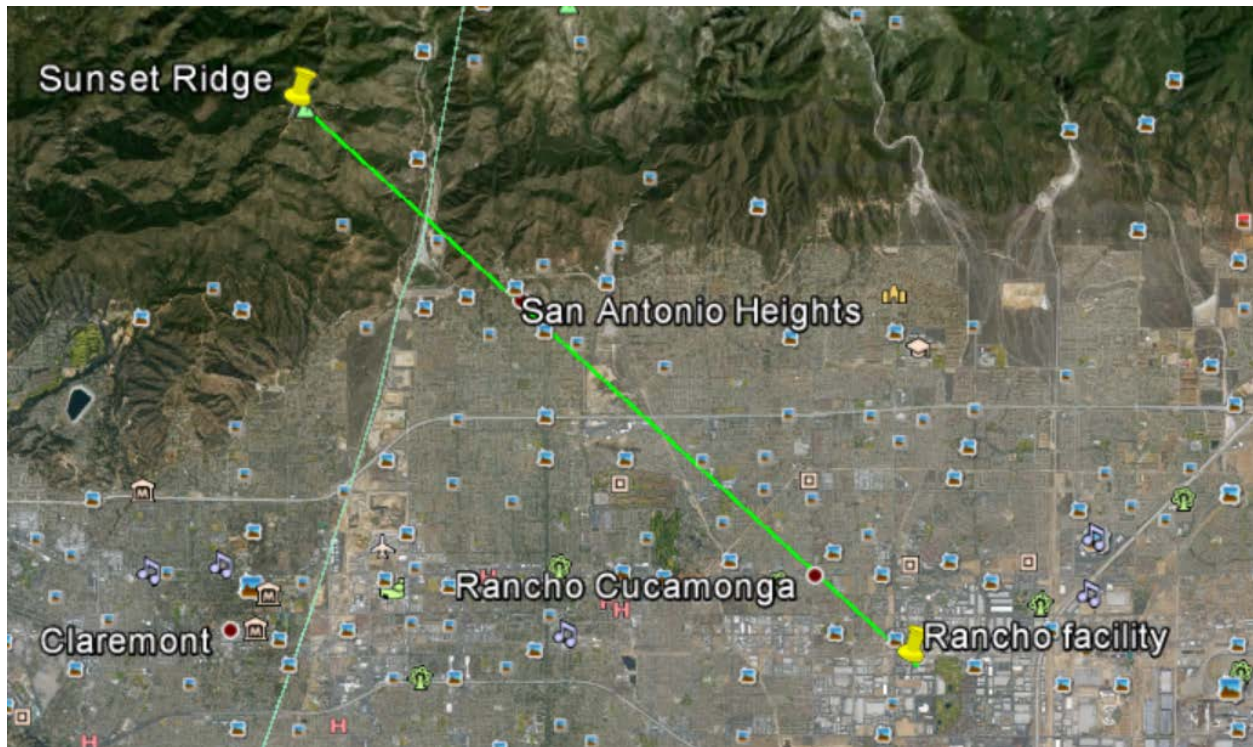 Sunset Ridge
San Antonio Heights
Rancho Cucamonga
Claremont
Rancho facility